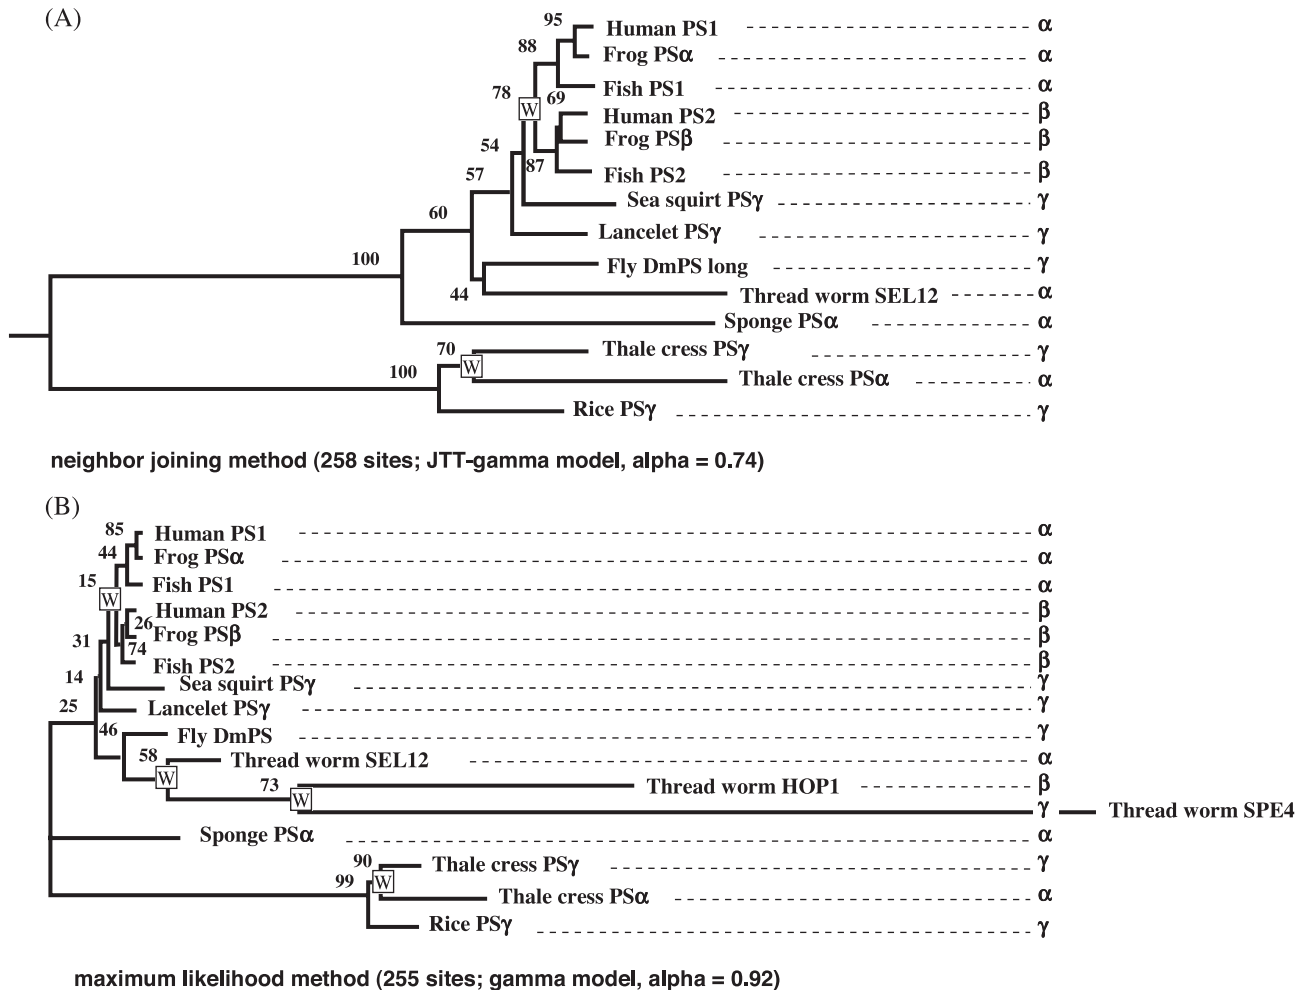 (A)
95 Human PS1 α
88 Frog PSα α
Fish PS1 α
78 W 69 Human PS2 β
Frog PSβ β
54 87 Fish PS2 β
57 Sea squirt PSγ γ
60 Lancelet PSγ γ
100 Fly DmPS long γ
44 Thread worm SEL12 α
Sponge PSα α
70 Thale cress PSγ γ
W
100 Thale cress PSα α
Rice PSγ γ
neighbor joining method (258 sites; JTT-gamma model, alpha = 0.74)
(B)
85 Human PS1 α
44 Frog PSα α
15 Fish PS1 α
W Human PS2 β
26 Frog PSβ β
31 74 Fish PS2 β
14 Sea squirt PSγ γ
25 Lancelet PSγ γ
46 Fly DmPS γ
58 Thread worm SEL12 α
W 73 Thread worm HOP1 β
W γ Thread worm SPE4
Sponge PSα α
90 Thale cress PSγ γ
99 W
Thale cress PSα α
Rice PSγ γ
maximum likelihood method (255 sites; gamma model, alpha = 0.92)